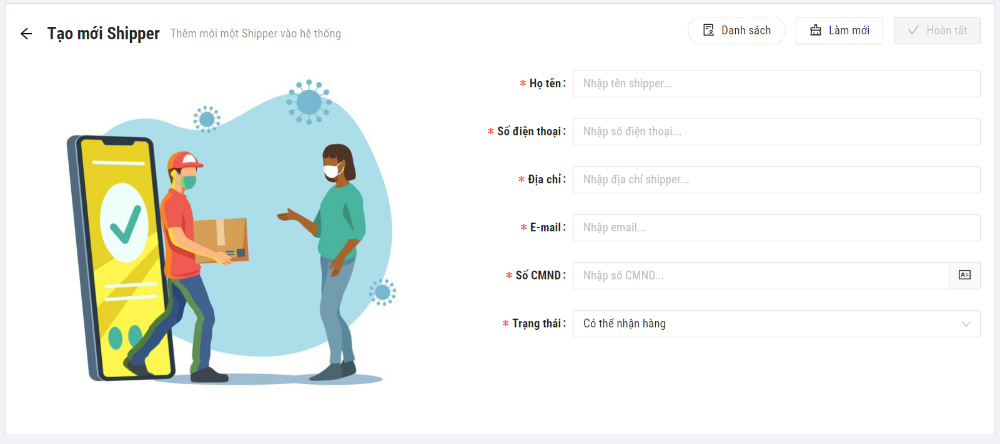 Tạo mới Shipper Thêm mới một Shipper vào hệ thống
Danh sách
Làm mới
Hoàn tất
* Họ tên: Nhập tên shipper...
* Số điện thoại: Nhập số điện thoại...
* Địa chỉ: Nhập địa chỉ shipper...
* E-mail: Nhập email...
* Số CMND: Nhập số CMND...
* Trạng thái: Có thể nhận hàng